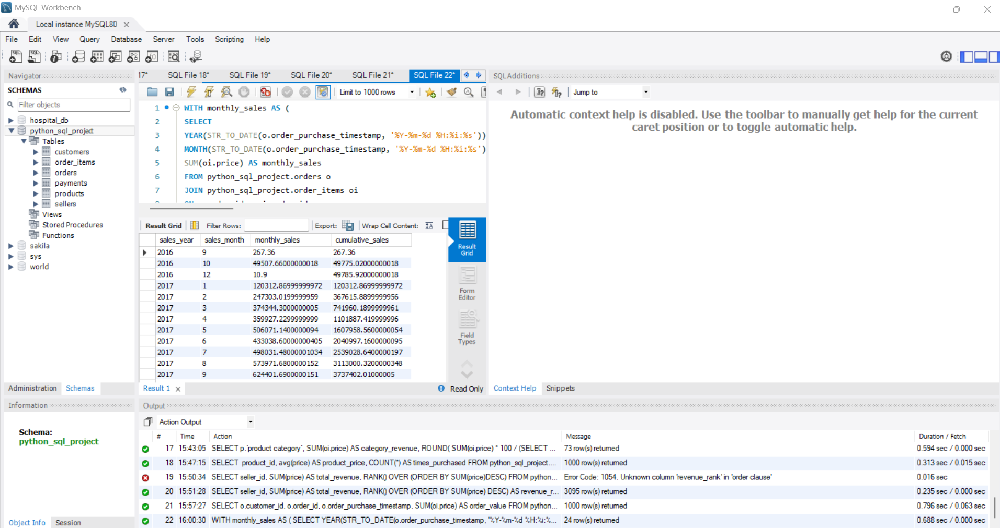 MySQL Workbench
Local instance MySQL80
File Edit View Query Database Server Tools Scripting Help
Navigator
SCHEMAS
Filter objects
hospital_db
python_sql_project
Tables
customers
order_items
orders
payments
products
sellers
Views
Stored Procedures
Functions
sakila
sys
world
Administration Schemas
Information
Schema:
python_sql_project
Object Info Session
17* SQL File 18* SQL File 19* SQL File 20* SQL File 21* SQL File 22*
Limit to 1000 rows
1 WITH monthly_sales AS (
2 SELECT
3 YEAR(STR_TO_DATE(o.order_purchase_timestamp, '%Y-%m-%d %H:%i:%s'))
4 MONTH(STR_TO_DATE(o.order_purchase_timestamp, '%Y-%m-%d %H:%i:%s')
5 SUM(oi.price) AS monthly_sales
6 FROM python_sql_project.orders o
7 JOIN python_sql_project.order_items oi
Result Grid Filter Rows: Export: Wrap Cell Content:
sales_year sales_month monthly_sales cumulative_sales
2016 9 267.36 267.36
2016 10 49507.66000000018 49775.02000000018
2016 12 10.9 49785.92000000018
2017 1 120312.86999999972 120312.86999999972
2017 2 247303.0199999959 367615.8899999956
2017 3 374344.3000000005 741960.1899999961
2017 4 359927.2299999999 1101887.419999996
2017 5 506071.1400000094 1607958.5600000054
2017 6 433038.60000000405 2040997.1600000095
2017 7 498031.4800001034 2539028.6400000197
2017 8 573971.6800000152 3113000.3200000348
2017 9 624401.6900000151 3737402.01000005
Result Grid
Form Editor
Field Types
Result 1 Read Only
SQLAdditions
Jump to
Automatic context help is disabled. Use the toolbar to manually get help for the current
caret position or to toggle automatic help.
Context Help Snippets
Output
Action Output
# Time Action Message Duration / Fetch
17 15:43:05 SELECT p.`product category`, SUM(oi.price) AS category_revenue, ROUND( SUM(oi.price) * 100 / (SELECT ... 73 row(s) returned 0.594 sec / 0.000 sec
18 15:47:15 SELECT product_id, avg(price) AS product_price, COUNT(*) AS times_purchased FROM python_sql_project.... 1000 row(s) returned 0.313 sec / 0.015 sec
19 15:50:34 SELECT seller_id, SUM(price) AS total_revenue, RANK() OVER (ORDER BY SUM(price)DESC) FROM python... Error Code: 1054. Unknown column 'revenue_rank' in 'order clause' 0.016 sec
20 15:51:28 SELECT seller_id, SUM(price) AS total_revenue, RANK() OVER (ORDER BY SUM(price) DESC) AS revenue_r... 3095 row(s) returned 0.235 sec / 0.000 sec
21 15:57:27 SELECT o.customer_id, o.order_id, o.order_purchase_timestamp, SUM(oi.price) AS order_value FROM python... 1000 row(s) returned 0.796 sec / 0.063 sec
22 16:00:30 WITH monthly_sales AS ( SELECT YEAR(STR_TO_DATE(o.order_purchase_timestamp, '%Y-%m-%d %H:%i:%... 24 row(s) returned 0.688 sec / 0.000 sec